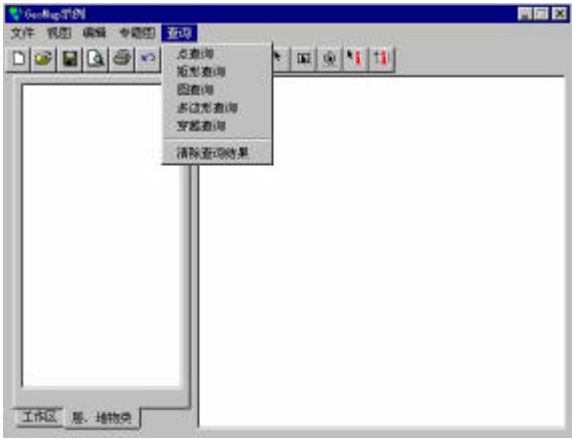 GeoMap举例
文件 视图 编辑 专题图 查询
点查询
矩形查询
圆查询
多边形查询
穿越查询
清除查询结果
工作区 层、地物类